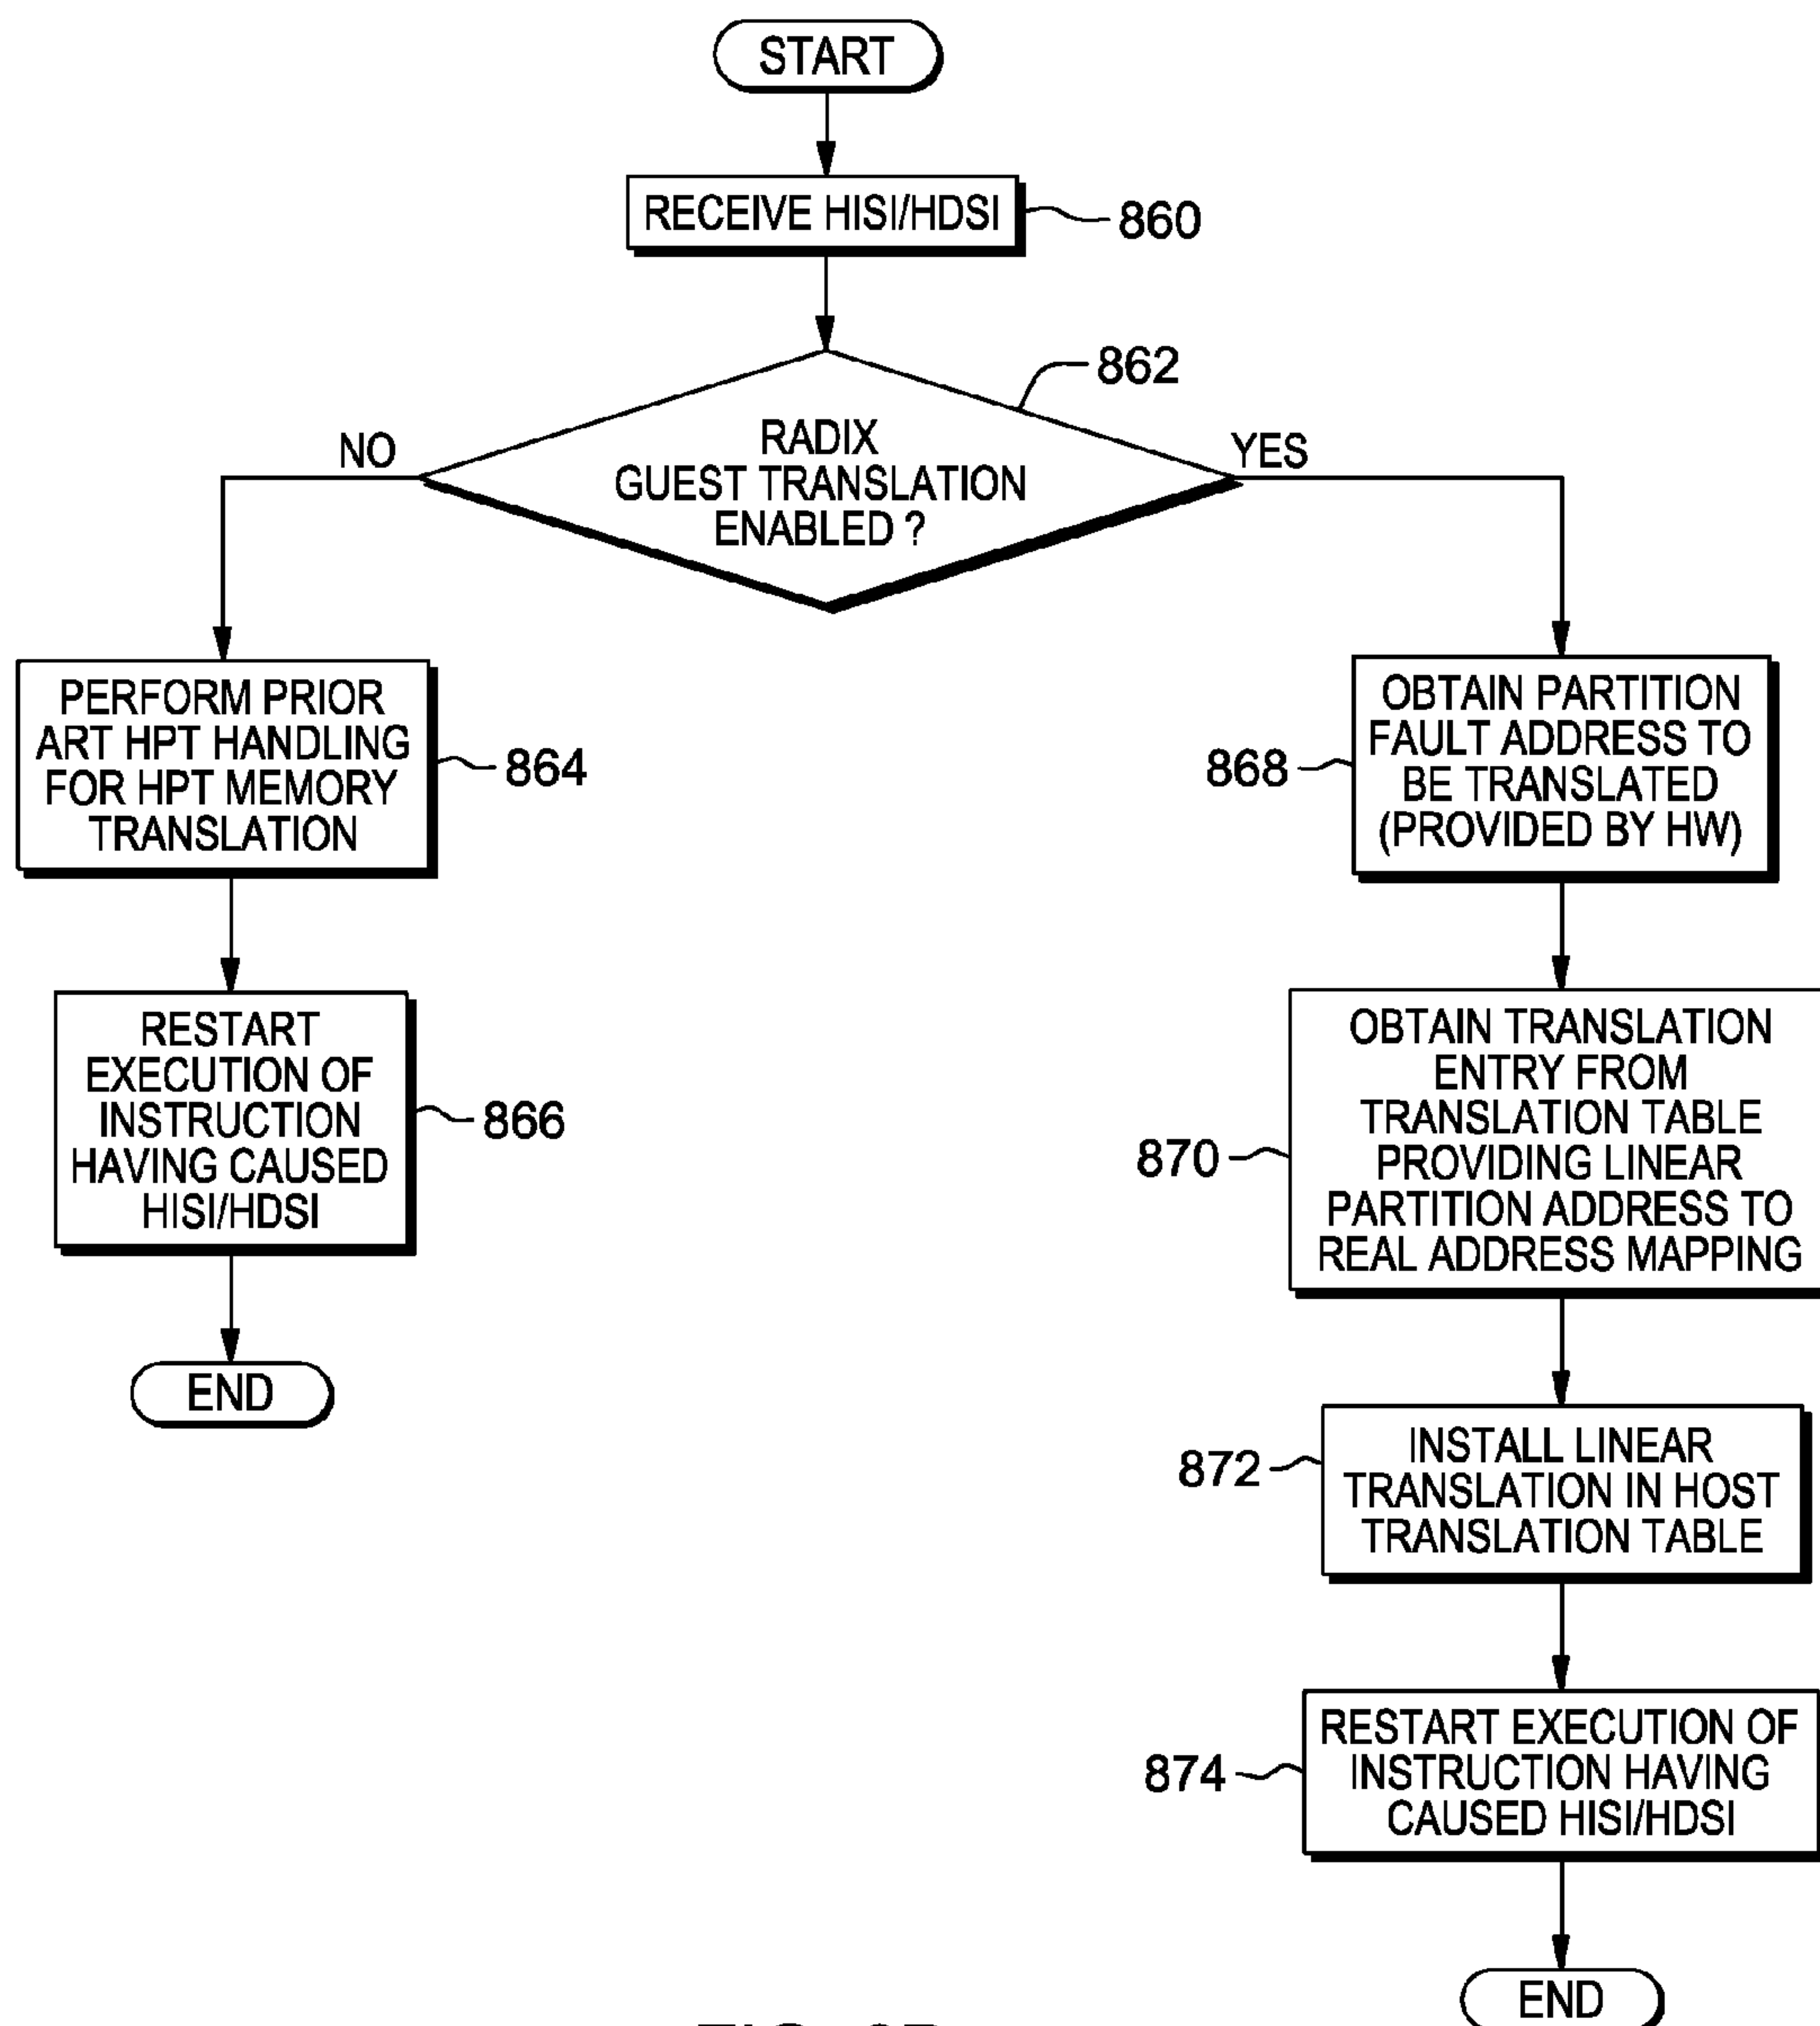 START
RECEIVE HISI/HDSI
860
862
RADIX
GUEST TRANSLATION
ENABLED ?
NO
YES
PERFORM PRIOR
ART HPT HANDLING
FOR HPT MEMORY
TRANSLATION
864
RESTART
EXECUTION OF
INSTRUCTION
HAVING CAUSED
HISI/HDSI
866
END
OBTAIN PARTITION
FAULT ADDRESS TO
BE TRANSLATED
(PROVIDED BY HW)
868
OBTAIN TRANSLATION
ENTRY FROM
TRANSLATION TABLE
PROVIDING LINEAR
PARTITION ADDRESS TO
REAL ADDRESS MAPPING
870
INSTALL LINEAR
TRANSLATION IN HOST
TRANSLATION TABLE
872
RESTART EXECUTION OF
INSTRUCTION HAVING
CAUSED HISI/HDSI
874
END